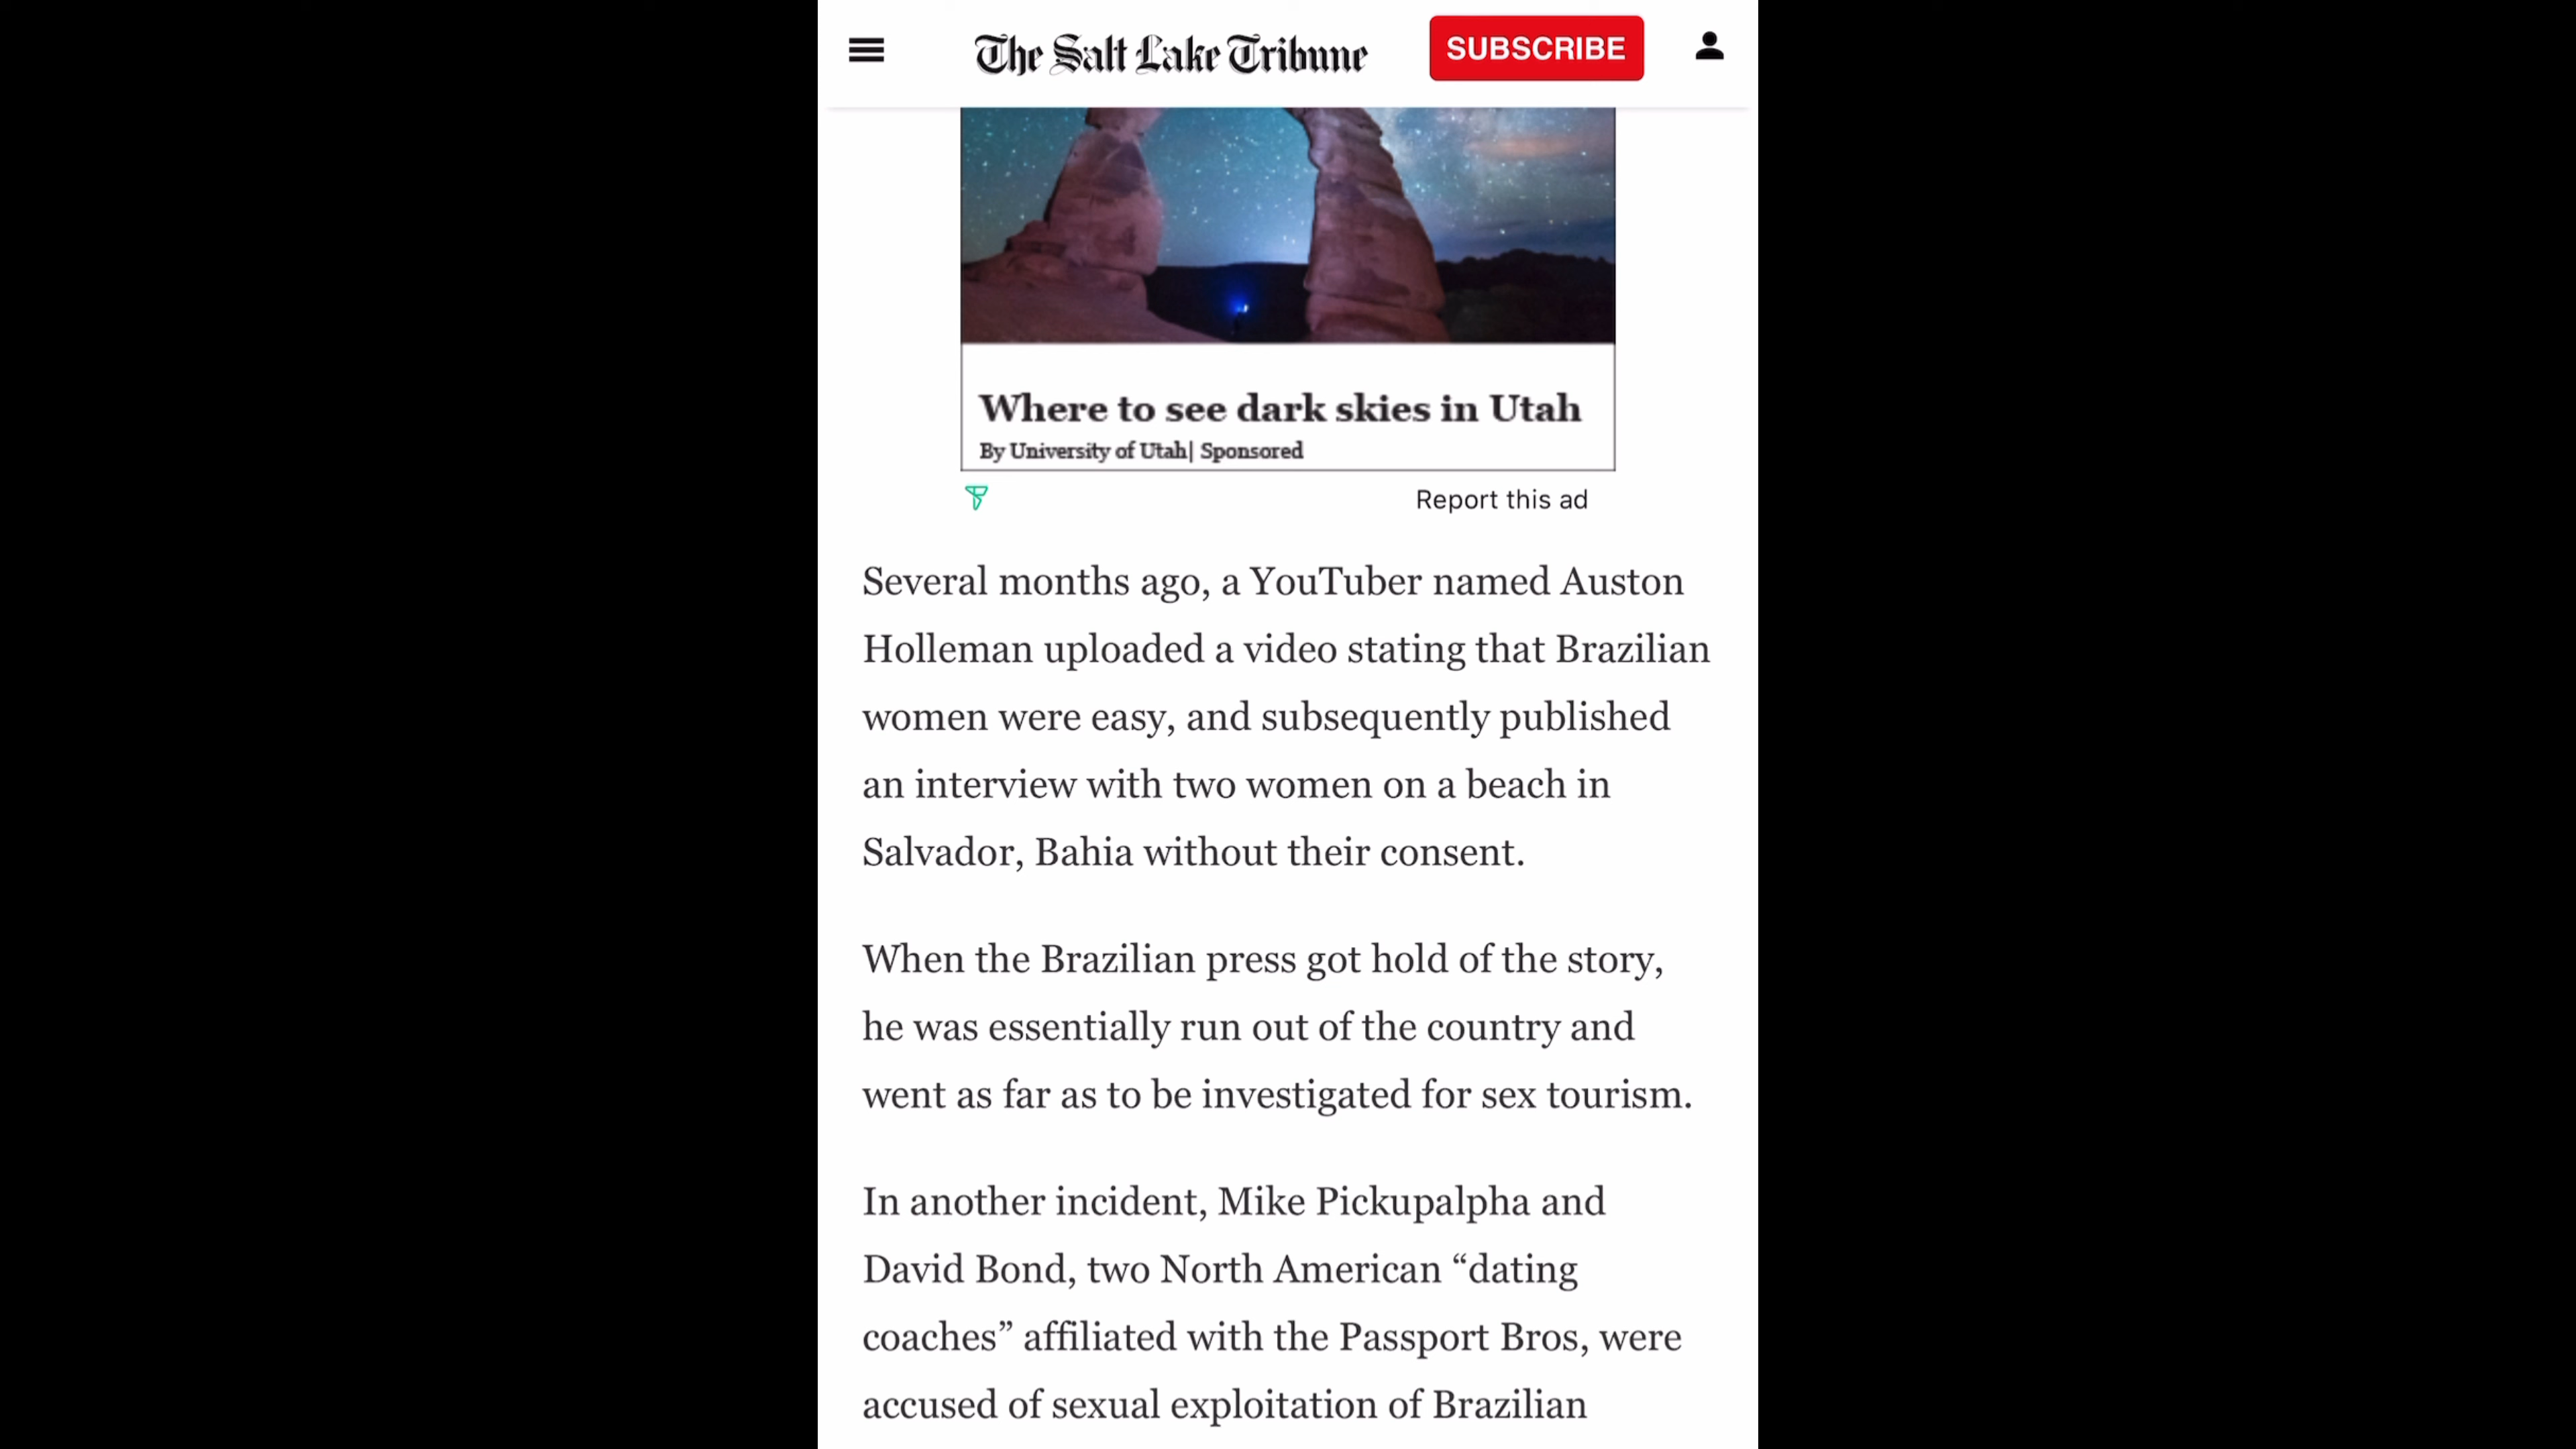 The Salt Lake Tribune
SUBSCRIBE
Where to see dark skies in Utah
By University of Utah| Sponsored
Report this ad
Several months ago, a YouTuber named Auston
Holleman uploaded a video stating that Brazilian
women were easy, and subsequently published
an interview with two women on a beach in
Salvador, Bahia without their consent.
When the Brazilian press got hold of the story,
he was essentially run out of the country and
went as far as to be investigated for sex tourism.
In another incident, Mike Pickupalpha and
David Bond, two North American “dating
coaches” affiliated with the Passport Bros, were
accused of sexual exploitation of Brazilian